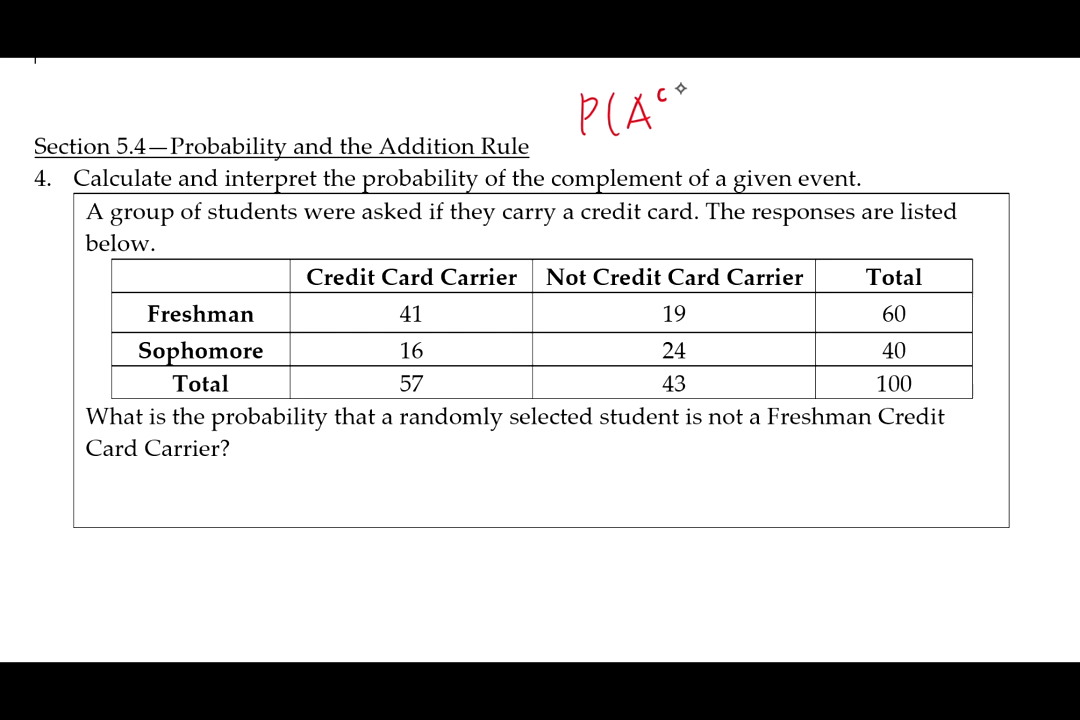 P(Aᶜ
Section 5.4—Probability and the Addition Rule
4. Calculate and interpret the probability of the complement of a given event.
A group of students were asked if they carry a credit card. The responses are listed
below.
Credit Card Carrier Not Credit Card Carrier Total
Freshman 41 19 60
Sophomore 16 24 40
Total 57 43 100
What is the probability that a randomly selected student is not a Freshman Credit
Card Carrier?